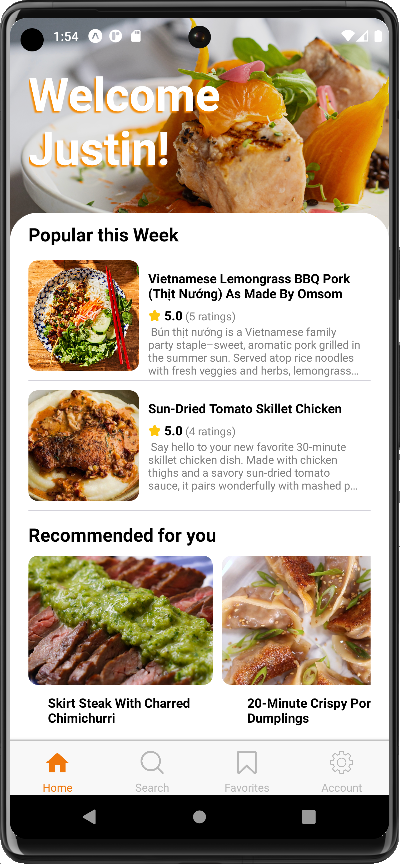 1:54
Welcome
Justin!
Popular this Week
Vietnamese Lemongrass BBQ Pork
(Thịt Nướng) As Made By Omsom
5.0 (5 ratings)
Bún thịt nướng is a Vietnamese family
party staple–sweet, aromatic pork grilled in
the summer sun. Served atop rice noodles
with fresh veggies and herbs, lemongrass...
Sun-Dried Tomato Skillet Chicken
5.0 (4 ratings)
Say hello to your new favorite 30-minute
skillet chicken dish. Made with chicken
thighs and a savory sun-dried tomato
sauce, it pairs wonderfully with mashed p...
Recommended for you
Skirt Steak With Charred
Chimichurri
20-Minute Crispy Por
Dumplings
Home
Search
Favorites
Account